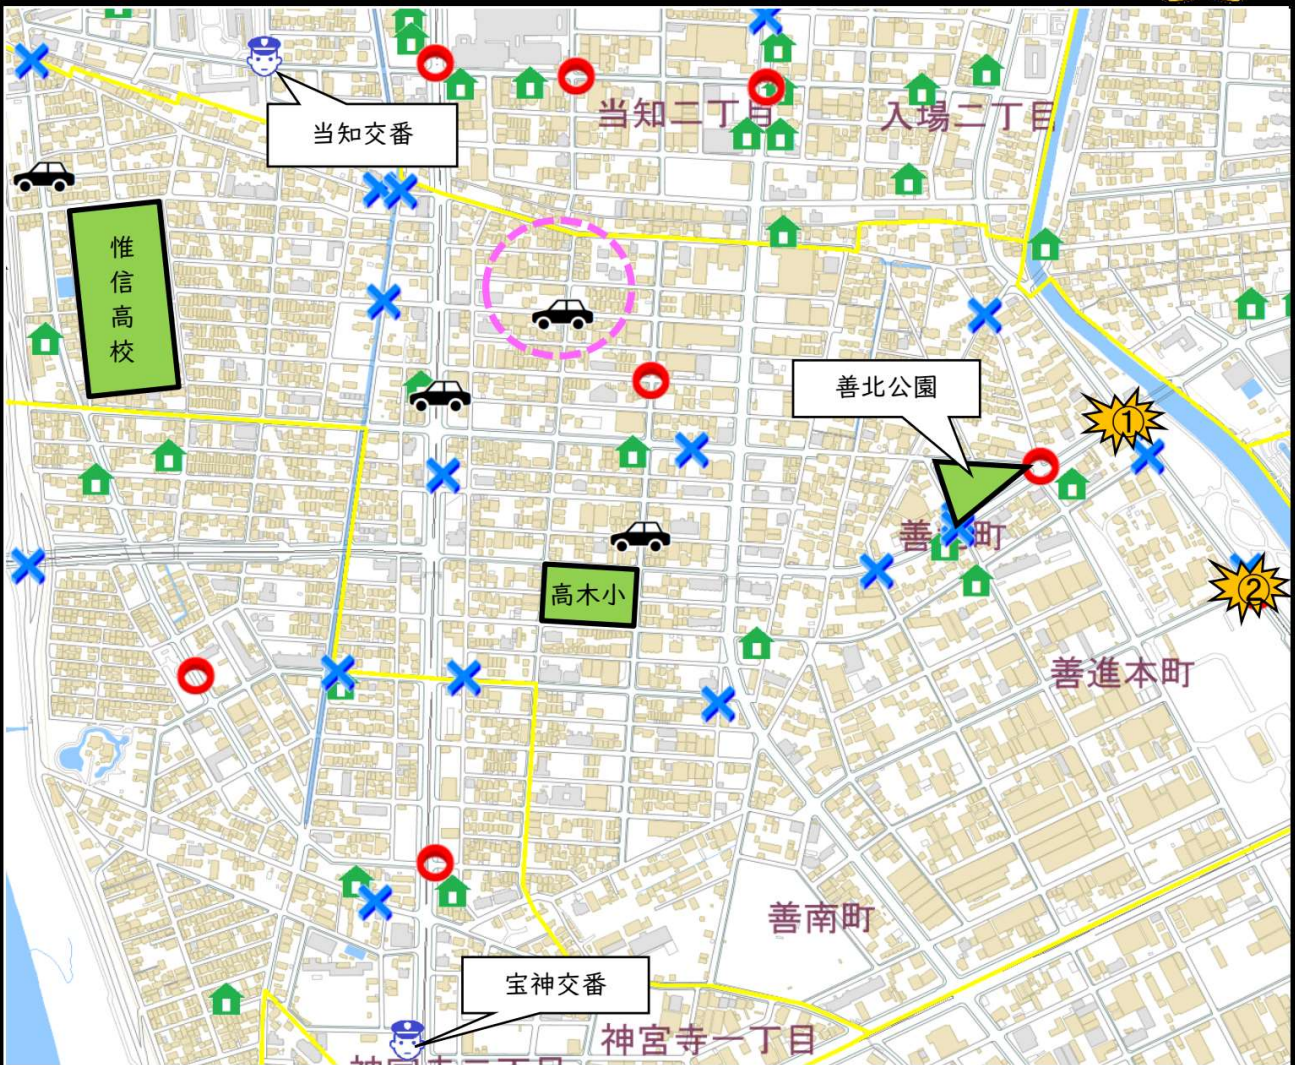 当知二丁目
入場二丁目
当知交番
惟信高校
善北公園
①
善 町
高木小
②
善進本町
善南町
宝神交番
神宮寺一丁目